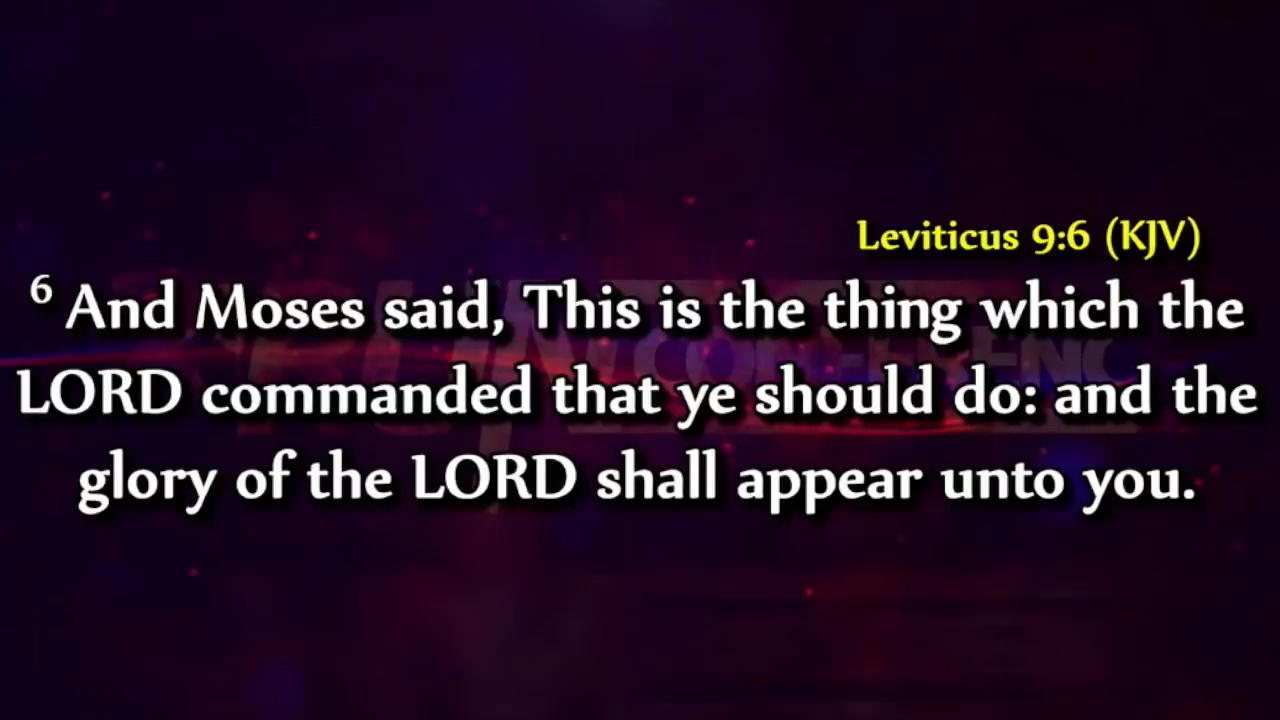 Leviticus 9:6 (KJV)
6 And Moses said, This is the thing which the
LORD commanded that ye should do: and the
glory of the LORD shall appear unto you.